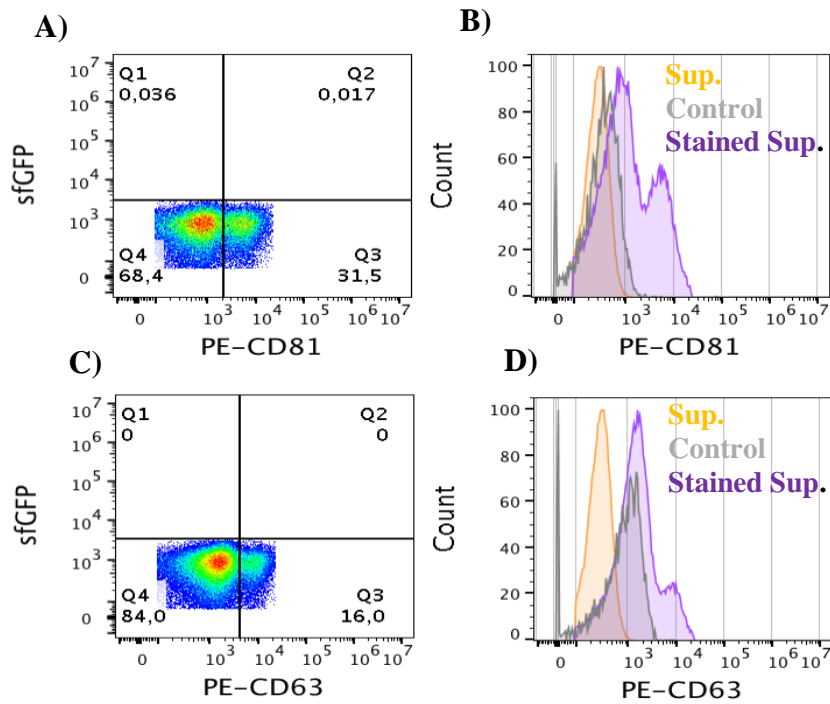 A)
Q1
0,036
Q2
0,017
Q4
68,4
Q3
31,5
sfGFP
10⁷
10⁶
10⁵
10⁴
10³
0
0 10³ 10⁴ 10⁵ 10⁶ 10⁷
PE-CD81
B)
Sup.
Control
Stained Sup.
Count
100
80
60
40
20
0
0 10³ 10⁴ 10⁵ 10⁶ 10⁷
PE-CD81
C)
Q1
0
Q2
0
Q4
84,0
Q3
16,0
sfGFP
10⁷
10⁶
10⁵
10⁴
10³
0
0 10³ 10⁴ 10⁵ 10⁶ 10⁷
PE-CD63
D)
Sup.
Control
Stained Sup.
Count
100
80
60
40
20
0
0 10³ 10⁴ 10⁵ 10⁶ 10⁷
PE-CD63